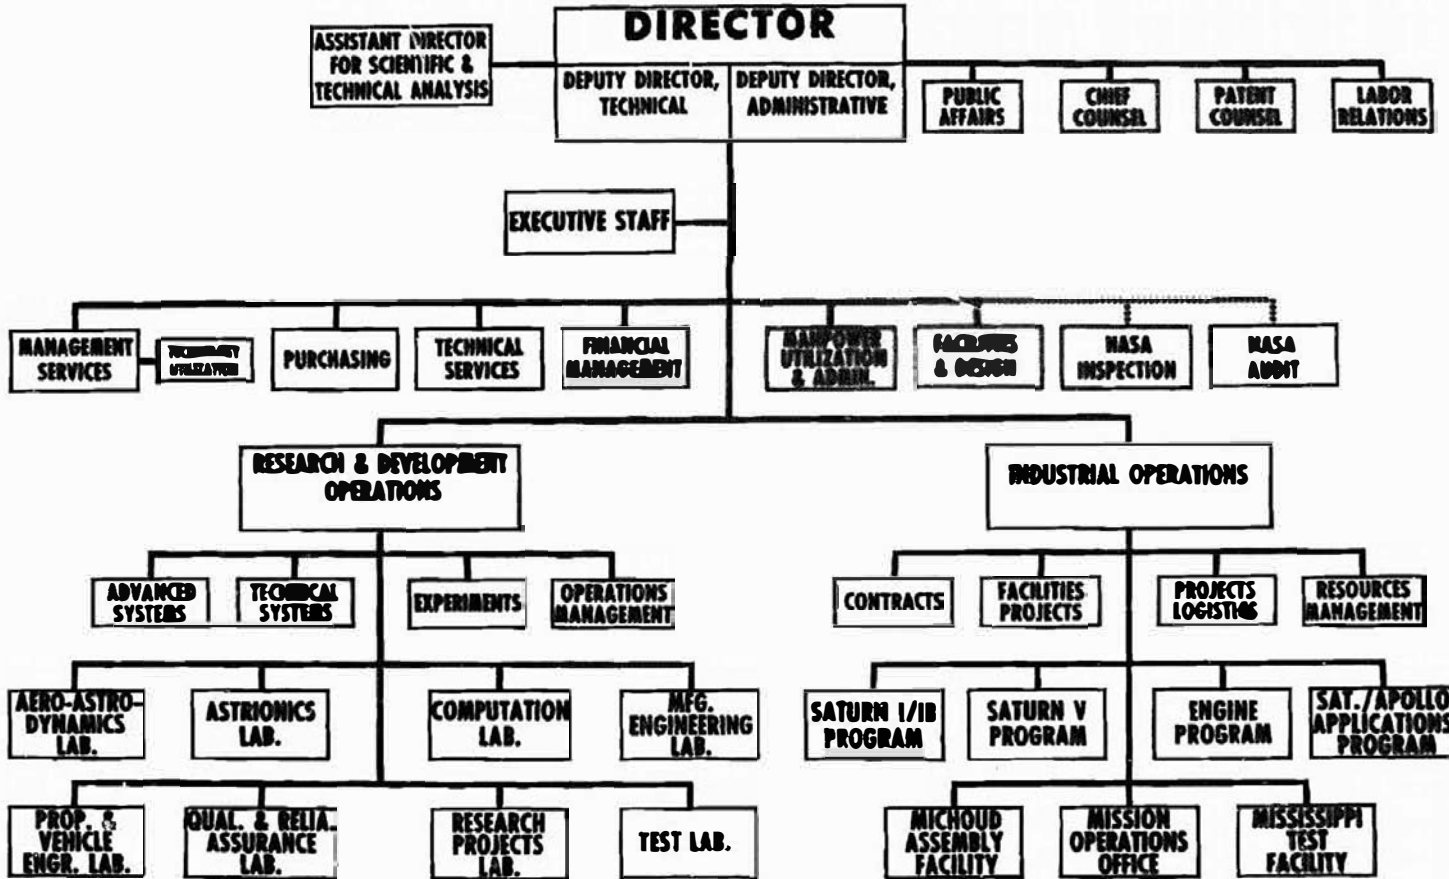 DIRECTOR
ASSISTANT DIRECTOR
FOR SCIENTIFIC &
TECHNICAL ANALYSIS
DEPUTY DIRECTOR,
TECHNICAL
DEPUTY DIRECTOR,
ADMINISTRATIVE
PUBLIC
AFFAIRS
CHIEF
COUNSEL
PATENT
COUNSEL
LABOR
RELATIONS
EXECUTIVE STAFF
MANAGEMENT
SERVICES
TECHNOLOGY
UTILIZATION
PURCHASING
TECHNICAL
SERVICES
FINANCIAL
MANAGEMENT
MANPOWER
UTILIZATION
& ADMIN.
FACILITIES
& DESIGN
NASA
INSPECTION
NASA
AUDIT
RESEARCH & DEVELOPMENT
OPERATIONS
INDUSTRIAL OPERATIONS
ADVANCED
SYSTEMS
TECHNICAL
SYSTEMS
EXPERIMENTS
OPERATIONS
MANAGEMENT
CONTRACTS
FACILITIES
PROJECTS
PROJECTS
LOGISTICS
RESOURCES
MANAGEMENT
AERO-ASTRO-
DYNAMICS
LAB.
ASTRIONICS
LAB.
COMPUTATION
LAB.
MFG.
ENGINEERING
LAB.
SATURN I/IB
PROGRAM
SATURN V
PROGRAM
ENGINE
PROGRAM
SAT./APOLLO
APPLICATIONS
PROGRAM
PROP. &
VEHICLE
ENGR. LAB.
QUAL. & RELIA.
ASSURANCE
LAB.
RESEARCH
PROJECTS
LAB.
TEST LAB.
MICHOUD
ASSEMBLY
FACILITY
MISSION
OPERATIONS
OFFICE
MISSISSIPPI
TEST
FACILITY